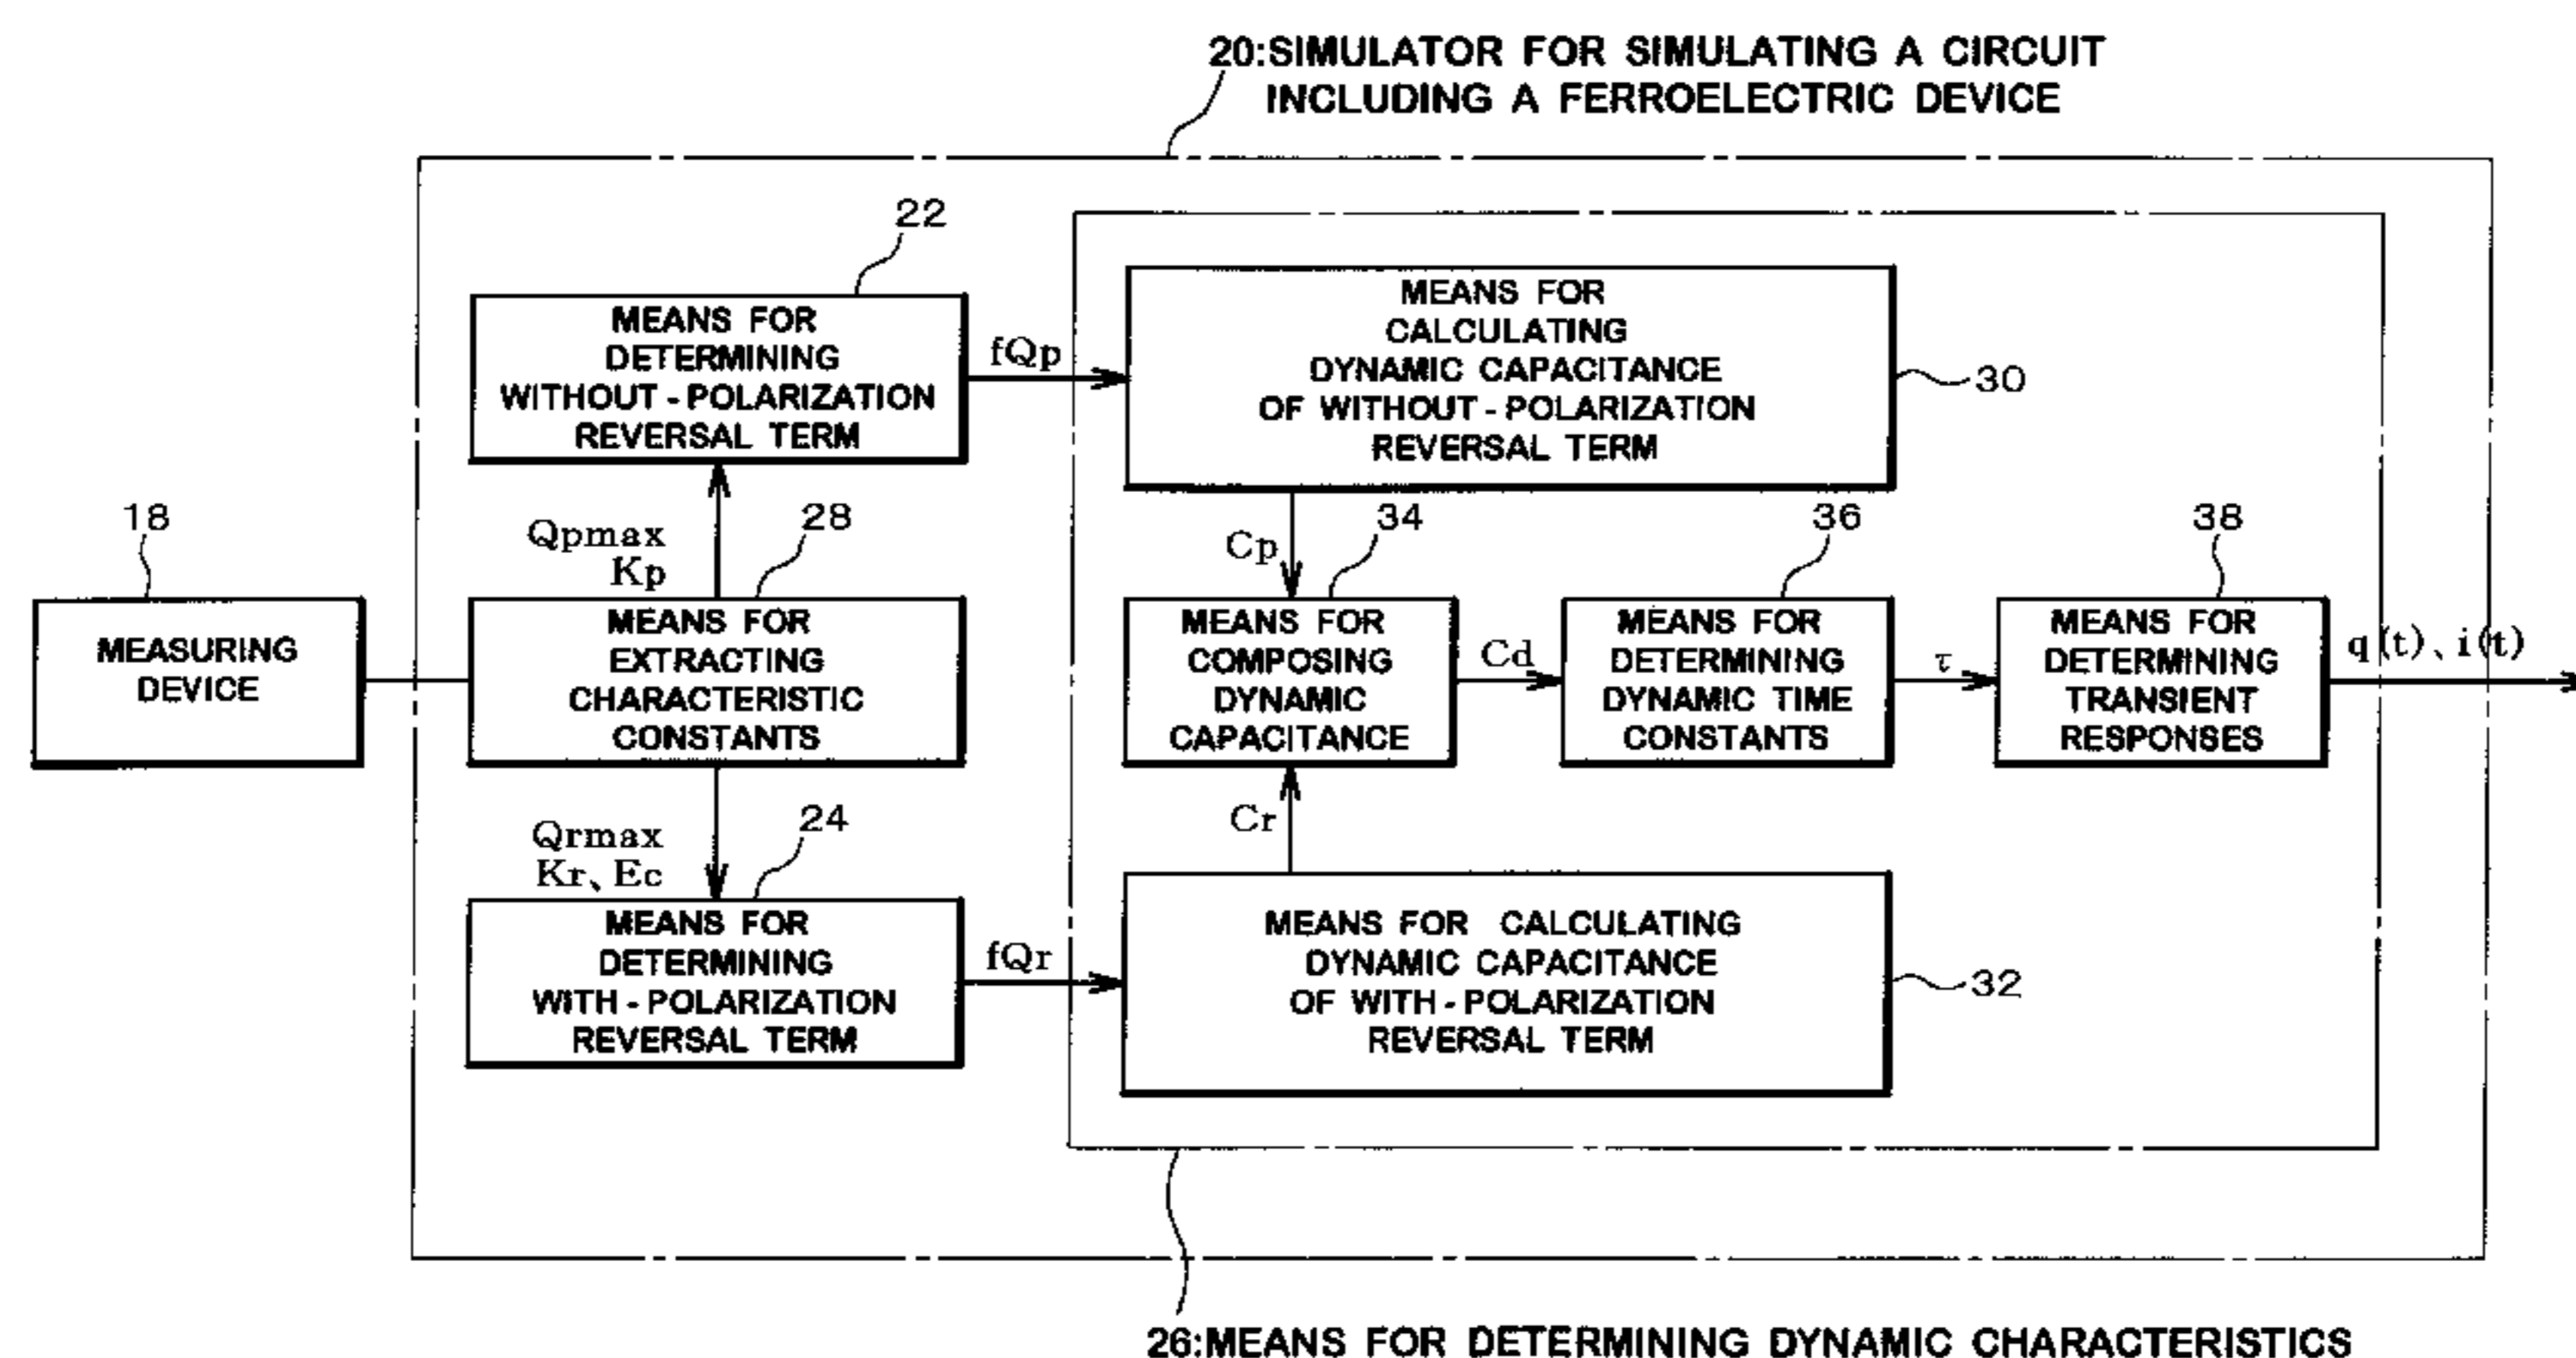 20:SIMULATOR FOR SIMULATING A CIRCUIT
INCLUDING A FERROELECTRIC DEVICE
22
MEANS FOR
DETERMINING
WITHOUT - POLARIZATION
REVERSAL TERM
fQp
MEANS FOR
CALCULATING
DYNAMIC CAPACITANCE
OF WITHOUT - POLARIZATION
REVERSAL TERM
30
18
MEASURING
DEVICE
Qpmax
Kp
28
MEANS FOR
EXTRACTING
CHARACTERISTIC
CONSTANTS
Cp
34
MEANS FOR
COMPOSING
DYNAMIC
CAPACITANCE
Cd
36
MEANS FOR
DETERMINING
DYNAMIC TIME
CONSTANTS
τ
38
MEANS FOR
DETERMINING
TRANSIENT
RESPONSES
q(t)、i(t)
Qrmax
Kr、Ec
24
MEANS FOR
DETERMINING
WITH - POLARIZATION
REVERSAL TERM
fQr
Cr
MEANS FOR CALCULATING
DYNAMIC CAPACITANCE
OF WITH - POLARIZATION
REVERSAL TERM
32
26:MEANS FOR DETERMINING DYNAMIC CHARACTERISTICS